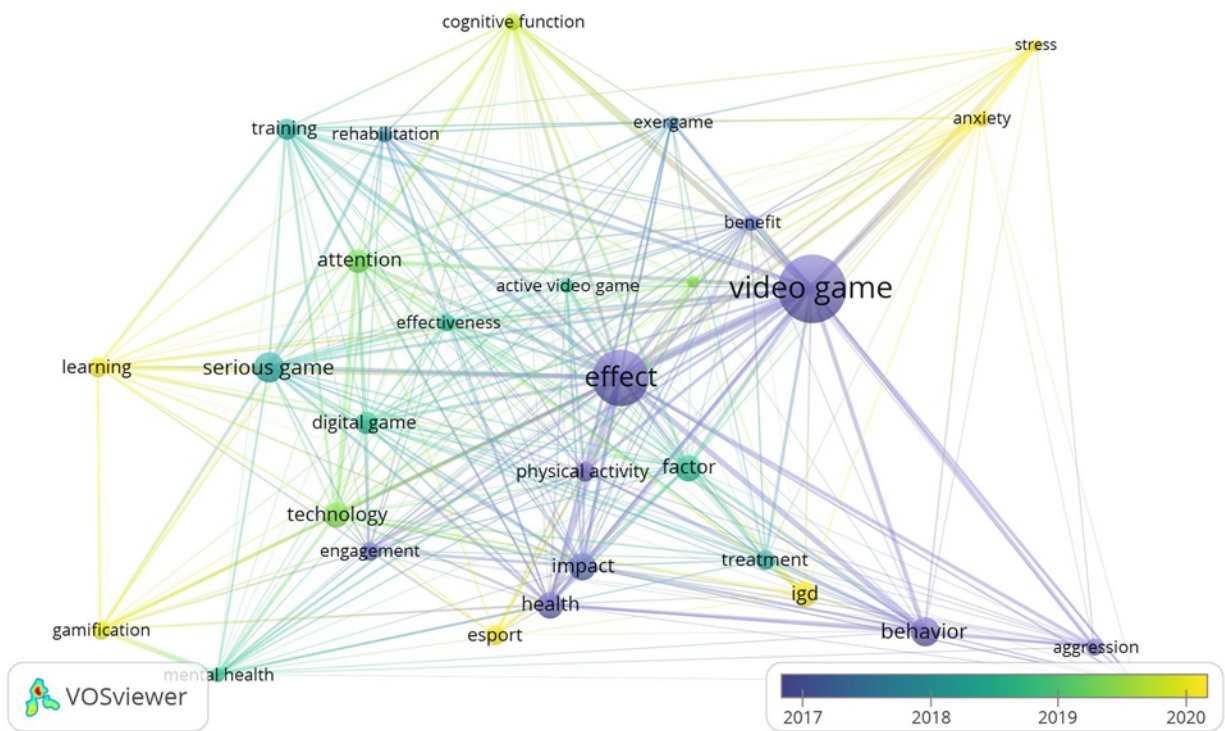 cognitive function
stress
anxiety
training
rehabilitation
exergame
benefit
attention
active video game
video game
effectiveness
learning
serious game
effect
digital game
physical activity
factor
technology
engagement
impact
treatment
igd
health
gamification
esport
behavior
aggression
mental health
VOSviewer
2017 2018 2019 2020